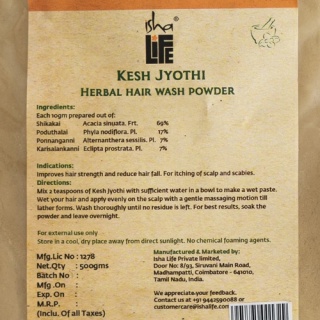 isha
LIFE
KESH JYOTHI
HERBAL HAIR WASH POWDER
Ingredients:
Each 10gm prepared out of:
Shikakai Acacia sinuata. Frt. 69%
Poduthalai Phyla nodiflora. Pl. 17%
Ponnanganni Alternanthera sessilis. Pl. 7%
Karisalankanni Eclipta prostrata. Pl. 7%
Indications:
Improves hair strength and reduce hair fall. For itching of scalp and scabies.
Directions:
Mix 2 teaspoons of Kesh Jyothi with sufficient water in a bowl to make a wet paste.
Wet your hair and apply evenly on the scalp with a gentle massaging motion till
lather forms. Wash thoroughly until no residue is left. For best results, soak the
powder and leave overnight.
For external use only
Store in a cool, dry place away from direct sunlight. No chemical foaming agents.
Mfg.Lic No : 1278
Net.Qty : 500gms
Batch No :
Mfg .On :
Exp. On :
M.R.P. :
(Inclu. Of all Taxes)
Manufactured & Marketed by:
Isha Life Private limited,
Door No: 8/93, Siruvani Main Road,
Madhampatti, Coimbatore - 641010,
Tamil Nadu, India.
We appreciate your feedback.
Contact us at +91 9442590088 or
customercare@ishalife.com